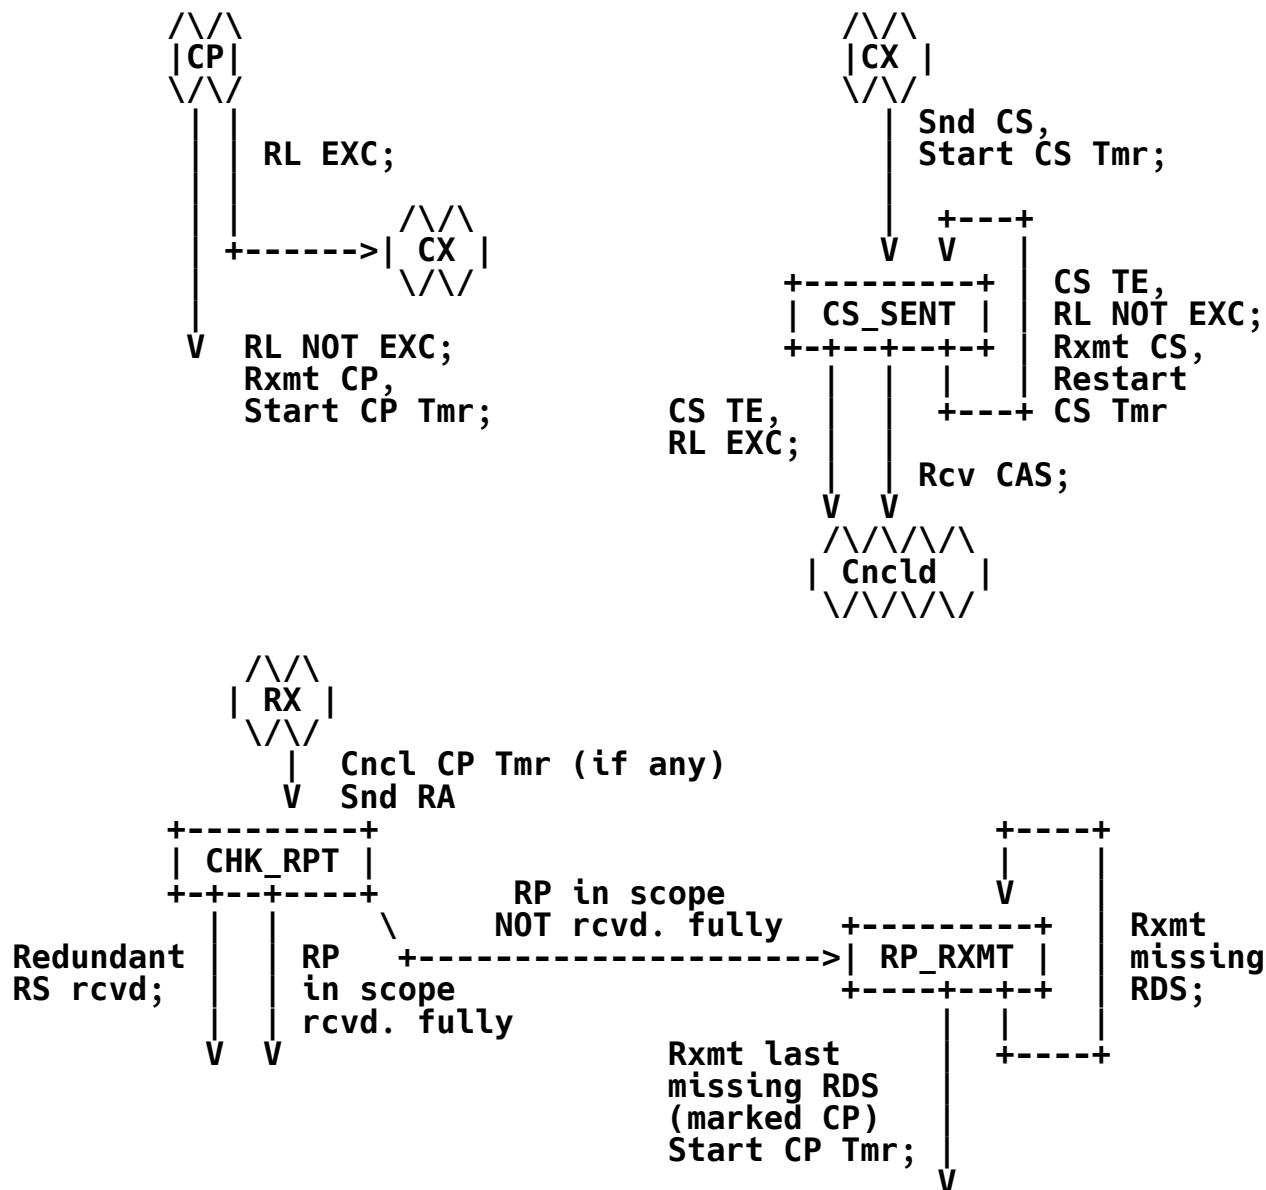 CP
RL EXC;
CX
RL NOT EXC;
Rxmt CP,
Start CP Tmr;
CX
Snd CS,
Start CS Tmr;
CS_SENT
CS TE,
RL NOT EXC;
Rxmt CS,
Restart
CS Tmr
CS TE,
RL EXC;
Rcv CAS;
Cncld
RX
Cncl CP Tmr (if any)
Snd RA
CHK_RPT
Redundant
RS rcvd;
RP
in scope
rcvd. fully
RP in scope
NOT rcvd. fully
RP_RXMT
Rxmt
missing
RDS;
Rxmt last
missing RDS
(marked CP)
Start CP Tmr;